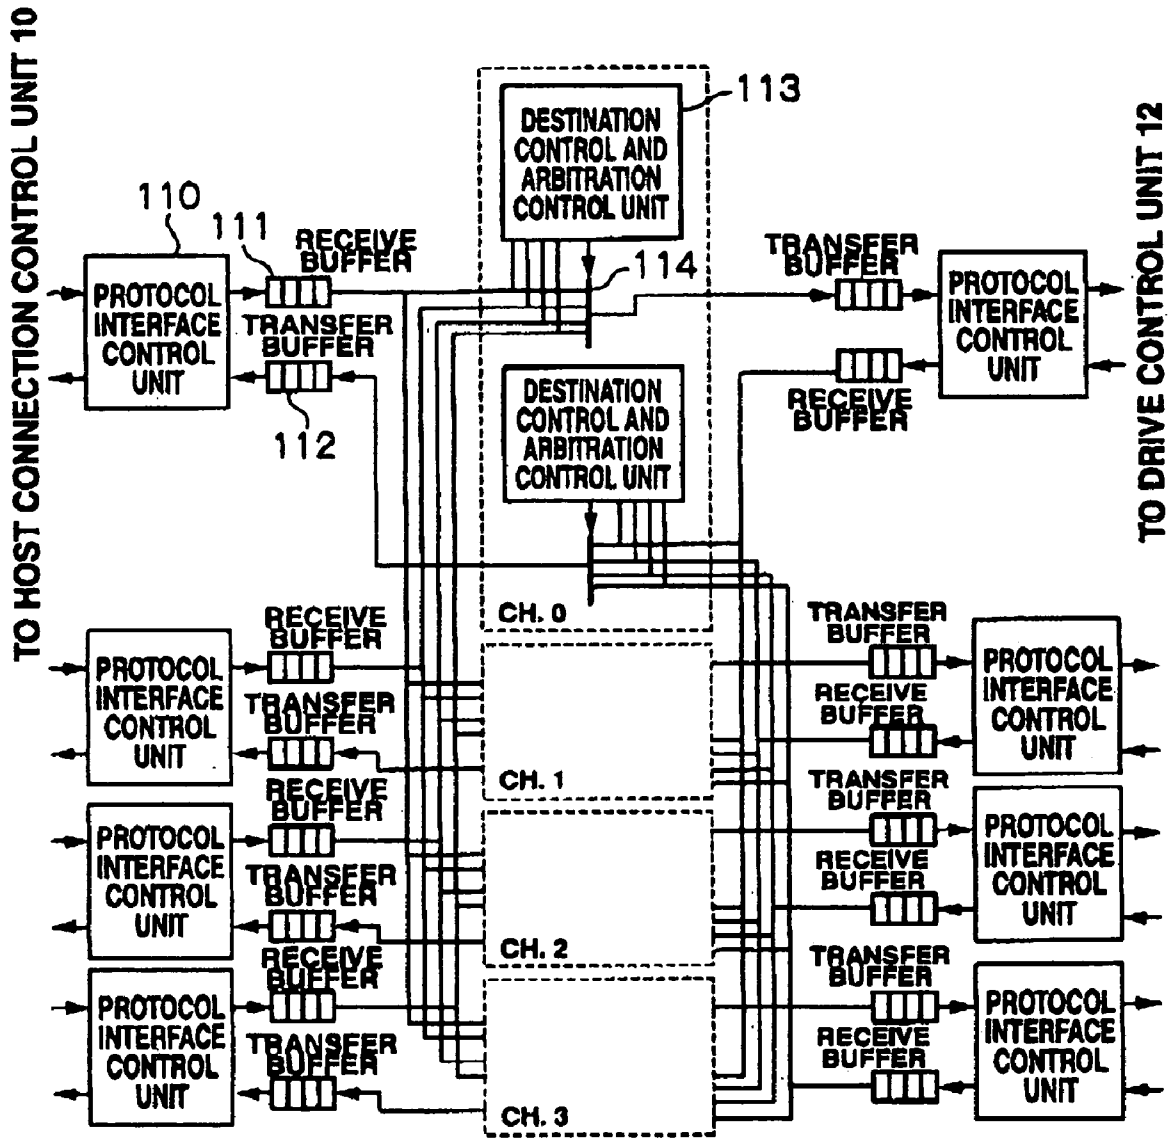 TO HOST CONNECTION CONTROL UNIT 10
TO DRIVE CONTROL UNIT 12
113
DESTINATION
CONTROL AND
ARBITRATION
CONTROL UNIT
110
111
RECEIVE
BUFFER
PROTOCOL
INTERFACE
CONTROL
UNIT
TRANSFER
BUFFER
112
114
TRANSFER
BUFFER
PROTOCOL
INTERFACE
CONTROL
UNIT
RECEIVE
BUFFER
DESTINATION
CONTROL AND
ARBITRATION
CONTROL UNIT
CH. 0
RECEIVE
BUFFER
PROTOCOL
INTERFACE
CONTROL
UNIT
TRANSFER
BUFFER
CH. 1
TRANSFER
BUFFER
PROTOCOL
INTERFACE
CONTROL
UNIT
RECEIVE
BUFFER
RECEIVE
BUFFER
PROTOCOL
INTERFACE
CONTROL
UNIT
TRANSFER
BUFFER
CH. 2
TRANSFER
BUFFER
PROTOCOL
INTERFACE
CONTROL
UNIT
RECEIVE
BUFFER
RECEIVE
BUFFER
PROTOCOL
INTERFACE
CONTROL
UNIT
TRANSFER
BUFFER
CH. 3
TRANSFER
BUFFER
PROTOCOL
INTERFACE
CONTROL
UNIT
RECEIVE
BUFFER